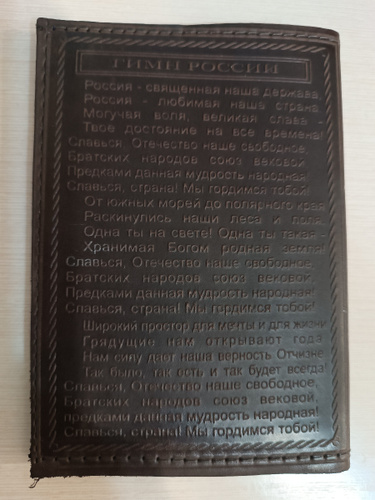 ГИМН РОССИИ
Россия - священная наша держава,
Россия - любимая наша страна.
Могучая воля, великая слава -
Твое достояние на все времена!
Славься, Отечество наше свободное,
Братских народов союз вековой,
Предками данная мудрость народная!
Славься, страна! Мы гордимся тобой!
От южных морей до полярного края
Раскинулись наши леса и поля.
Одна ты на свете! Одна ты такая -
Хранимая Богом родная земля!
Славься, Отечество наше свободное,
Братских народов союз вековой,
Предками данная мудрость народная!
Славься, страна! Мы гордимся тобой!
Широкий простор для мечты и для жизни
Грядущие нам открывают года.
Нам силу дает наша верность Отчизне.
Так было, так есть и так будет всегда!
Славься, Отечество наше свободное,
Братских народов союз вековой,
предками данная мудрость народная!
Славься, страна! Мы гордимся тобой!